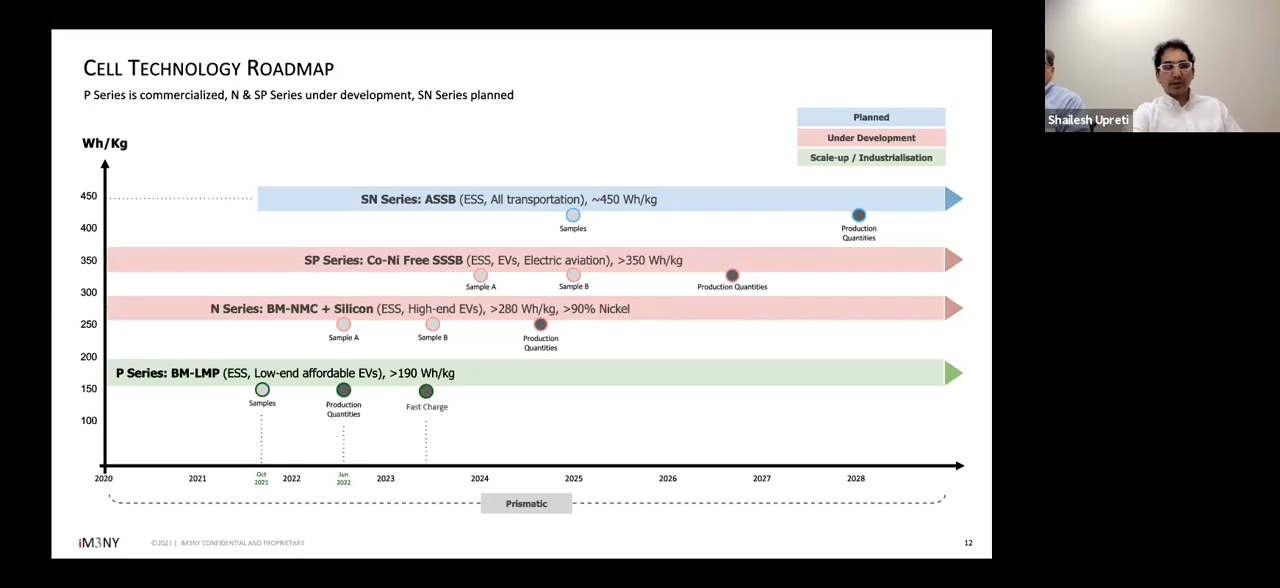 CELL TECHNOLOGY ROADMAP
P Series is commercialized, N & SP Series under development, SN Series planned
Shailesh Upreti
Planned
Under Development
Scale-up / Industrialisation
Wh/Kg
450
400
350
300
250
200
150
100
SN Series: ASSB (ESS, All transportation), ~450 Wh/kg
Samples
Production
Quantities
SP Series: Co-Ni Free SSSB (ESS, EVs, Electric aviation), >350 Wh/kg
Sample A
Sample B
Production Quantities
N Series: BM-NMC + Silicon (ESS, High-end EVs), >280 Wh/kg, >90% Nickel
Sample A
Sample B
Production
Quantities
P Series: BM-LMP (ESS, Low-end affordable EVs), >190 Wh/kg
Samples
Production
Quantities
Fast Charge
2020
2021
Oct
2021
2022
Jun
2022
2023
2024
2025
2026
2027
2028
Prismatic
iM3NY
©2023 | IM3NY CONFIDENTIAL AND PROPRIETARY
12